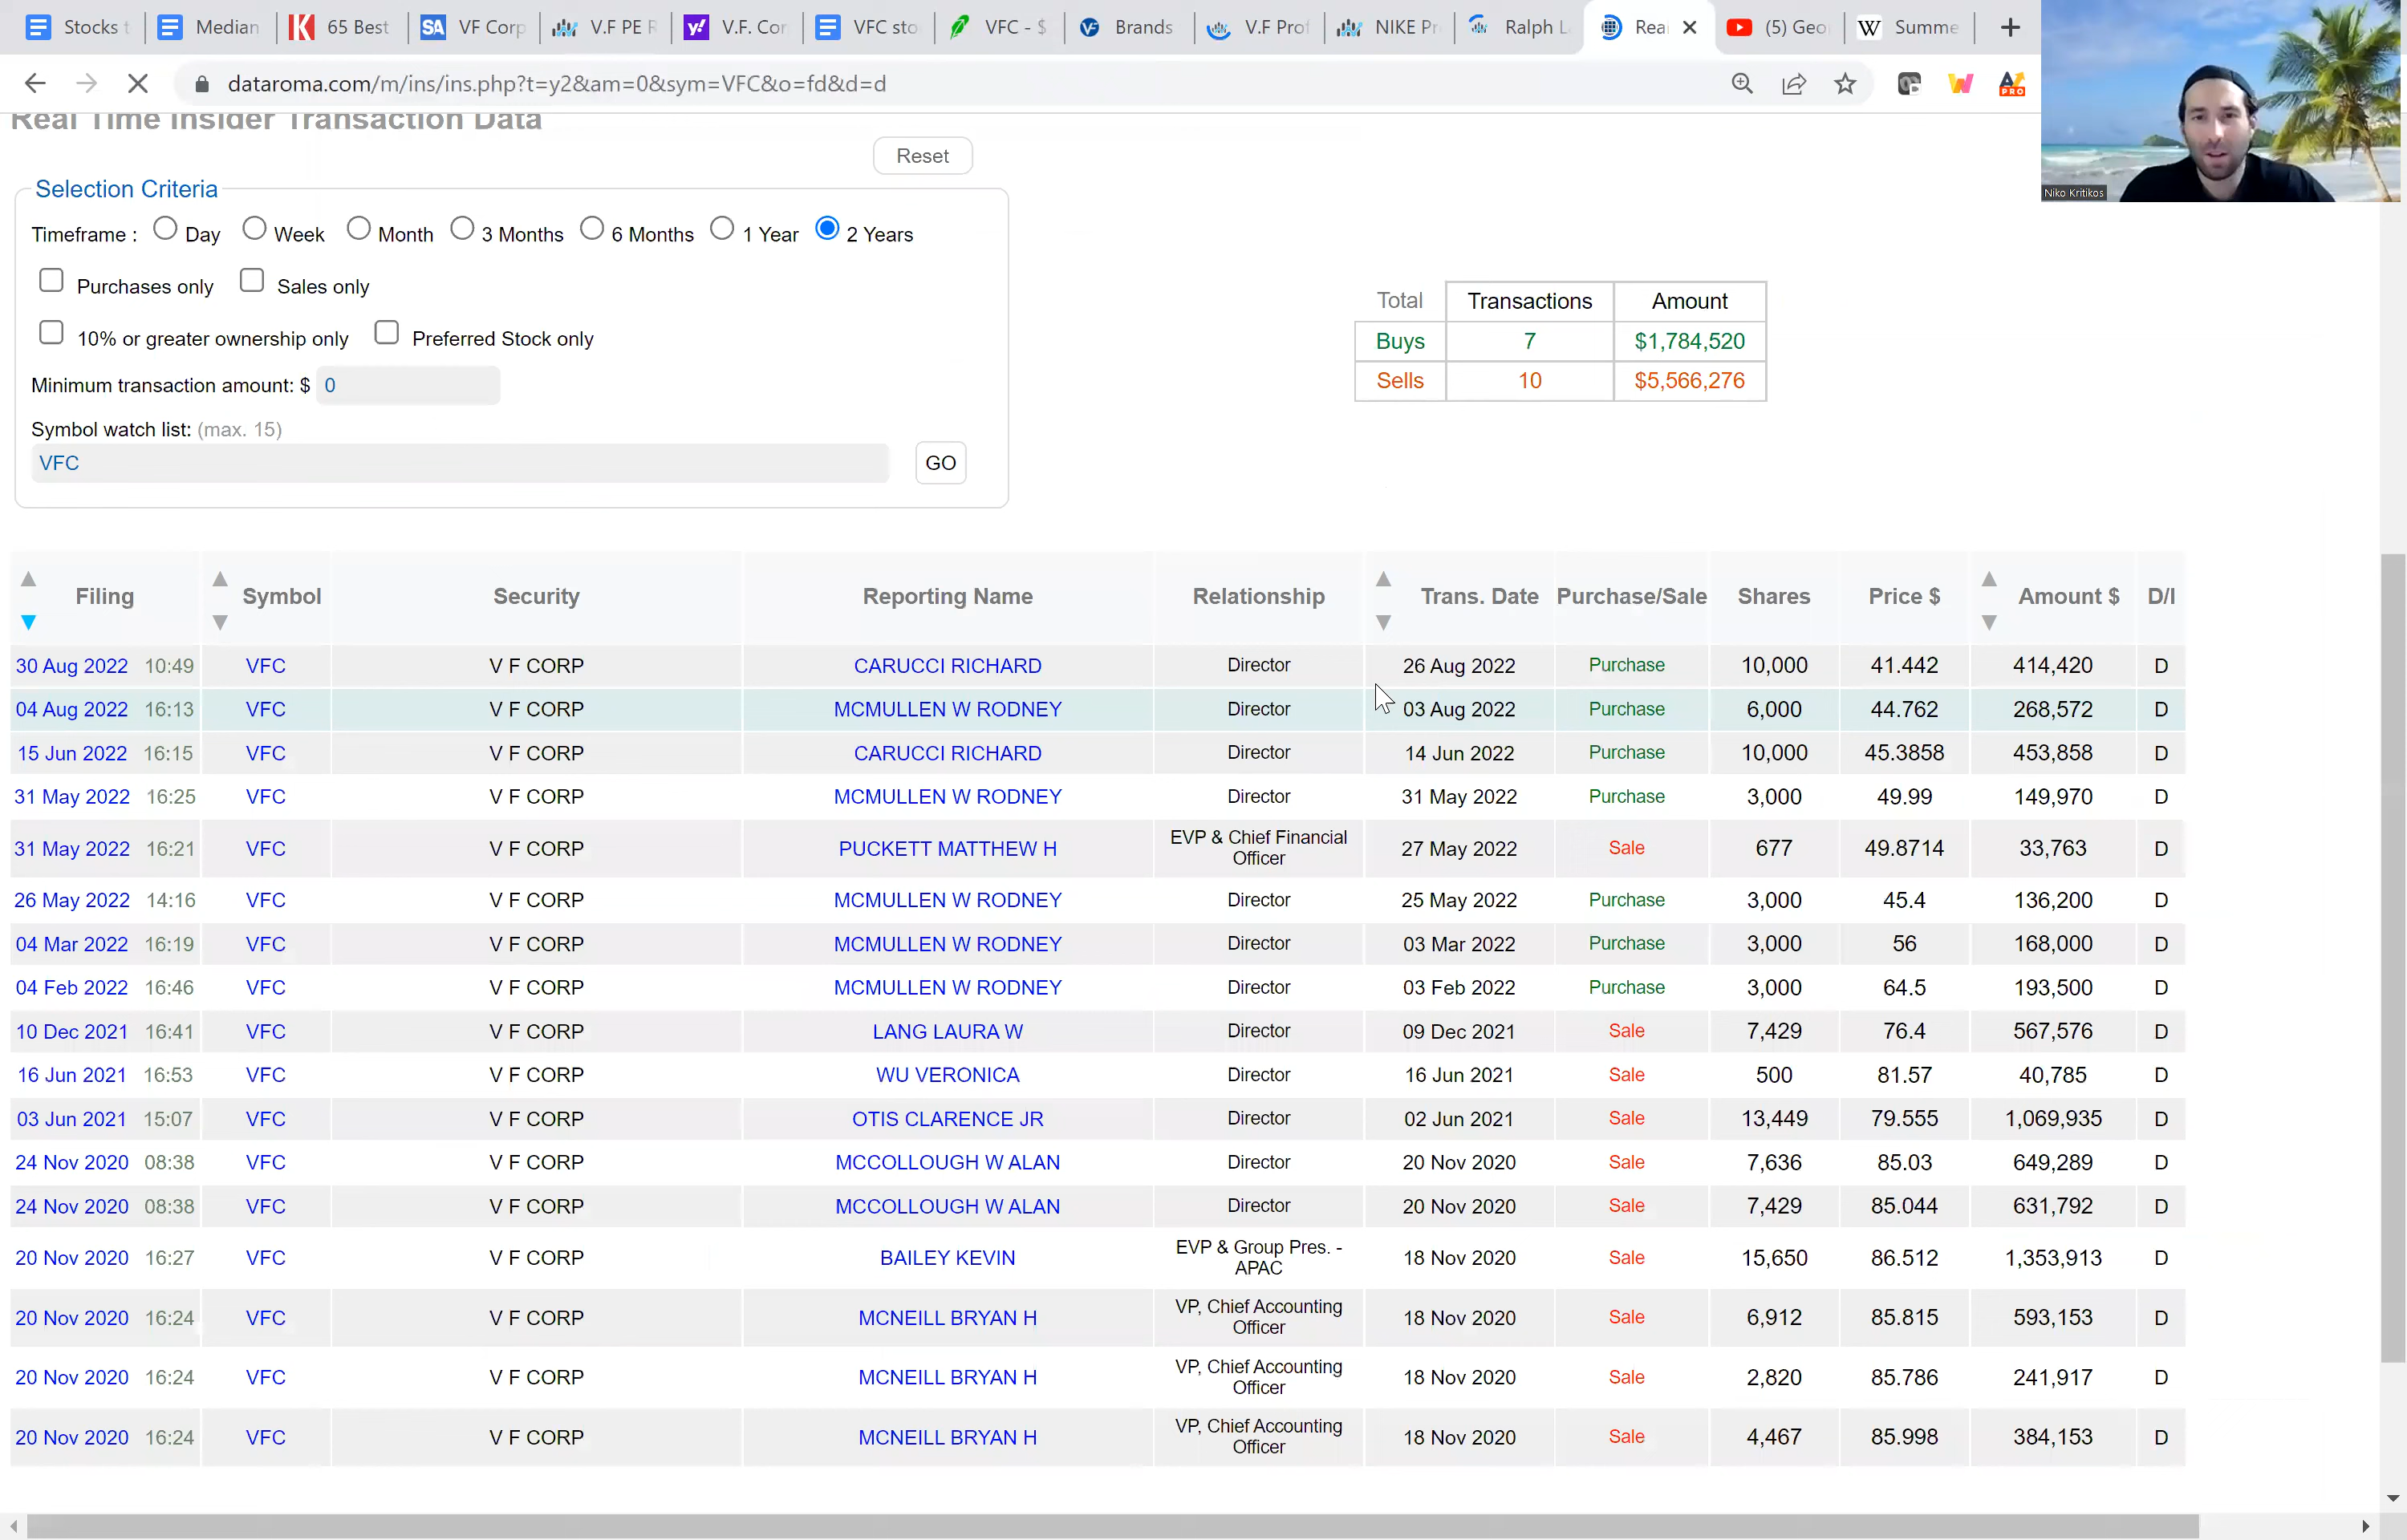 Stocks t
Median
65 Best
SA VF Corp
V.F PE R
y! V.F. Cor
VFC sto
VFC - $
Brands
V.F Prof
NIKE Pr
Ralph L
Rea
(5) Geo
W Summe
dataroma.com/m/ins/ins.php?t=y2&am=0&sym=VFC&o=fd&d=d
PRO
Niko Kritikos
Real Time Insider Transaction Data
Reset
Selection Criteria
Timeframe : Day Week Month 3 Months 6 Months 1 Year 2 Years
Purchases only Sales only
10% or greater ownership only Preferred Stock only
Minimum transaction amount: $ 0
Symbol watch list: (max. 15)
VFC GO
Total Transactions Amount
Buys 7 $1,784,520
Sells 10 $5,566,276
Filing Symbol Security Reporting Name Relationship Trans. Date Purchase/Sale Shares Price $ Amount $ D/I
30 Aug 2022 10:49 VFC V F CORP CARUCCI RICHARD Director 26 Aug 2022 Purchase 10,000 41.442 414,420 D
04 Aug 2022 16:13 VFC V F CORP MCMULLEN W RODNEY Director 03 Aug 2022 Purchase 6,000 44.762 268,572 D
15 Jun 2022 16:15 VFC V F CORP CARUCCI RICHARD Director 14 Jun 2022 Purchase 10,000 45.3858 453,858 D
31 May 2022 16:25 VFC V F CORP MCMULLEN W RODNEY Director 31 May 2022 Purchase 3,000 49.99 149,970 D
31 May 2022 16:21 VFC V F CORP PUCKETT MATTHEW H EVP & Chief Financial Officer 27 May 2022 Sale 677 49.8714 33,763 D
26 May 2022 14:16 VFC V F CORP MCMULLEN W RODNEY Director 25 May 2022 Purchase 3,000 45.4 136,200 D
04 Mar 2022 16:19 VFC V F CORP MCMULLEN W RODNEY Director 03 Mar 2022 Purchase 3,000 56 168,000 D
04 Feb 2022 16:46 VFC V F CORP MCMULLEN W RODNEY Director 03 Feb 2022 Purchase 3,000 64.5 193,500 D
10 Dec 2021 16:41 VFC V F CORP LANG LAURA W Director 09 Dec 2021 Sale 7,429 76.4 567,576 D
16 Jun 2021 16:53 VFC V F CORP WU VERONICA Director 16 Jun 2021 Sale 500 81.57 40,785 D
03 Jun 2021 15:07 VFC V F CORP OTIS CLARENCE JR Director 02 Jun 2021 Sale 13,449 79.555 1,069,935 D
24 Nov 2020 08:38 VFC V F CORP MCCOLLOUGH W ALAN Director 20 Nov 2020 Sale 7,636 85.03 649,289 D
24 Nov 2020 08:38 VFC V F CORP MCCOLLOUGH W ALAN Director 20 Nov 2020 Sale 7,429 85.044 631,792 D
20 Nov 2020 16:27 VFC V F CORP BAILEY KEVIN EVP & Group Pres. - APAC 18 Nov 2020 Sale 15,650 86.512 1,353,913 D
20 Nov 2020 16:24 VFC V F CORP MCNEILL BRYAN H VP, Chief Accounting Officer 18 Nov 2020 Sale 6,912 85.815 593,153 D
20 Nov 2020 16:24 VFC V F CORP MCNEILL BRYAN H VP, Chief Accounting Officer 18 Nov 2020 Sale 2,820 85.786 241,917 D
20 Nov 2020 16:24 VFC V F CORP MCNEILL BRYAN H VP, Chief Accounting Officer 18 Nov 2020 Sale 4,467 85.998 384,153 D